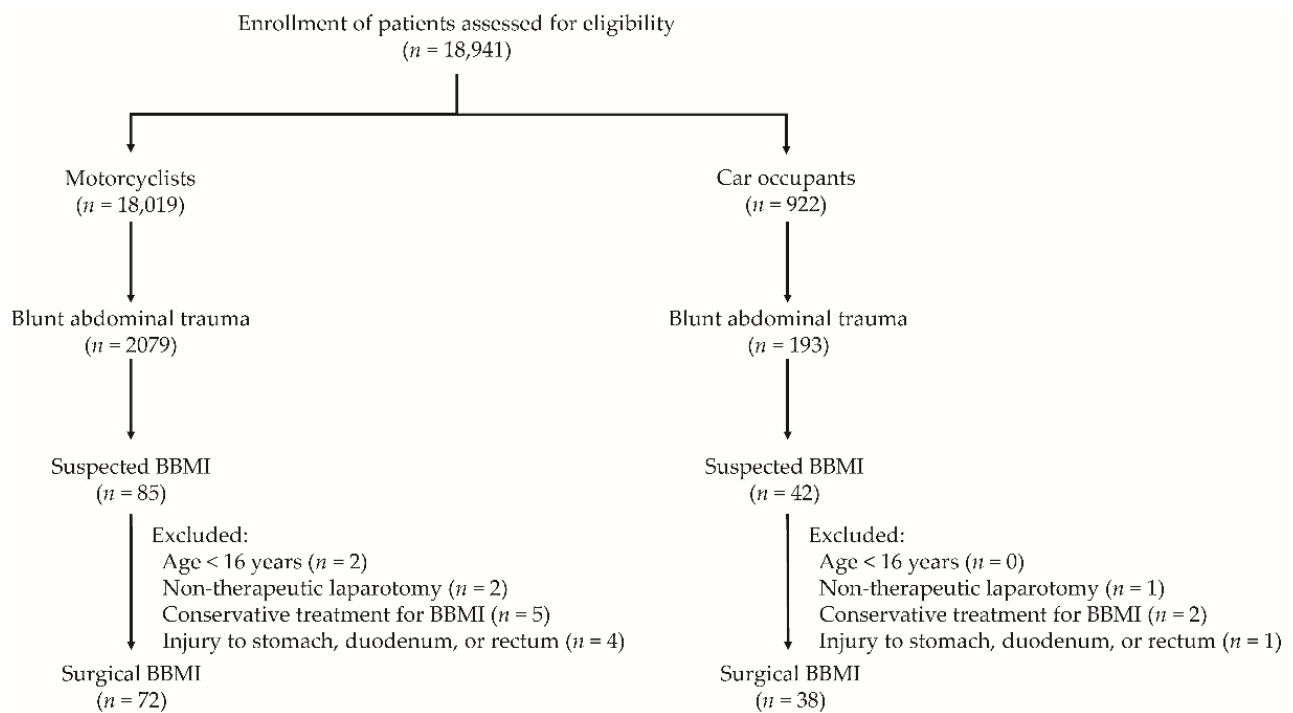 Enrollment of patients assessed for eligibility
(n = 18,941)
Motorcyclists
(n = 18,019)
Car occupants
(n = 922)
Blunt abdominal trauma
(n = 2079)
Blunt abdominal trauma
(n = 193)
Suspected BBMI
(n = 85)
Suspected BBMI
(n = 42)
Excluded:
Age < 16 years (n = 2)
Non-therapeutic laparotomy (n = 2)
Conservative treatment for BBMI (n = 5)
Injury to stomach, duodenum, or rectum (n = 4)
Excluded:
Age < 16 years (n = 0)
Non-therapeutic laparotomy (n = 1)
Conservative treatment for BBMI (n = 2)
Injury to stomach, duodenum, or rectum (n = 1)
Surgical BBMI
(n = 72)
Surgical BBMI
(n = 38)